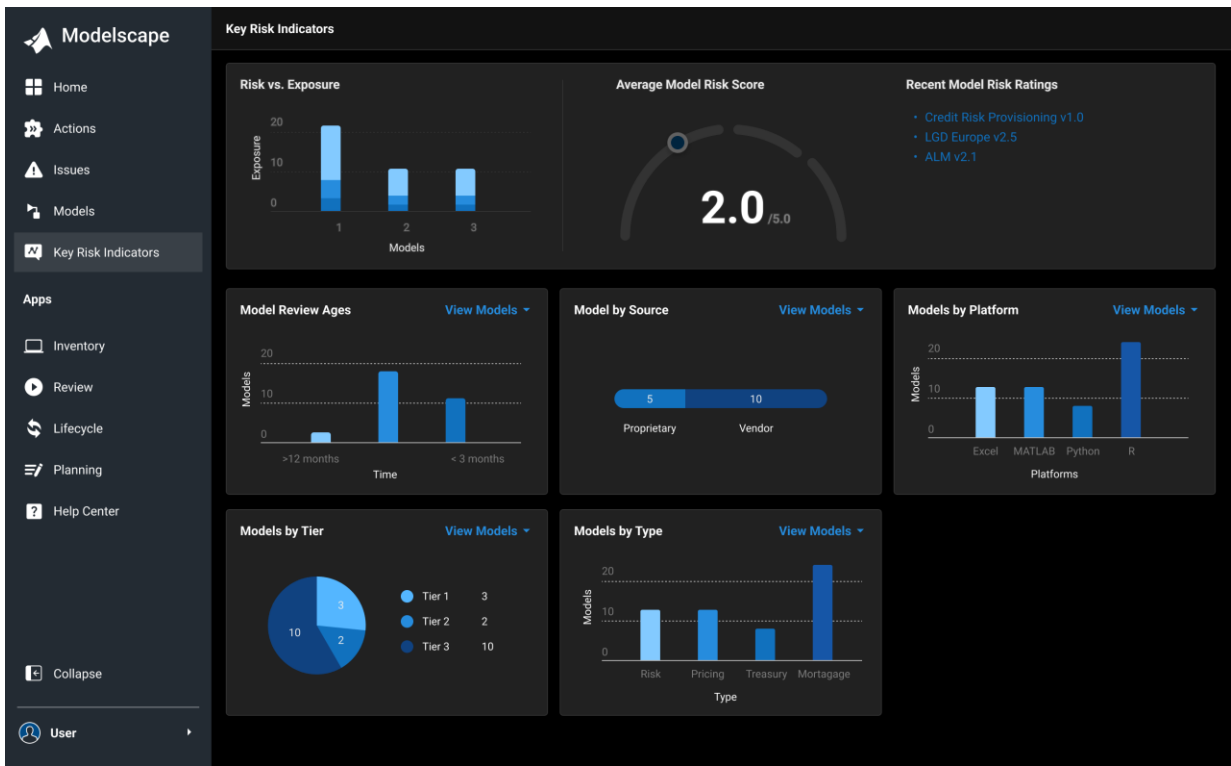 Modelscape
Home
Actions
Issues
Models
Key Risk Indicators
Apps
Inventory
Review
Lifecycle
Planning
Help Center
Collapse
User
Key Risk Indicators
Risk vs. Exposure
Exposure
20
10
0
1 2 3
Models
Average Model Risk Score
2.0 /5.0
Recent Model Risk Ratings
• Credit Risk Provisioning v1.0
• LGD Europe v2.5
• ALM v2.1
Model Review Ages View Models
Models
20
10
0
>12 months < 3 months
Time
Model by Source View Models
5 10
Proprietary Vendor
Models by Platform View Models
Models
20
10
0
Excel MATLAB Python R
Platforms
Models by Tier View Models
3
10
2
Tier 1 3
Tier 2 2
Tier 3 10
Models by Type View Models
Models
20
10
0
Risk Pricing Treasury Mortagage
Type